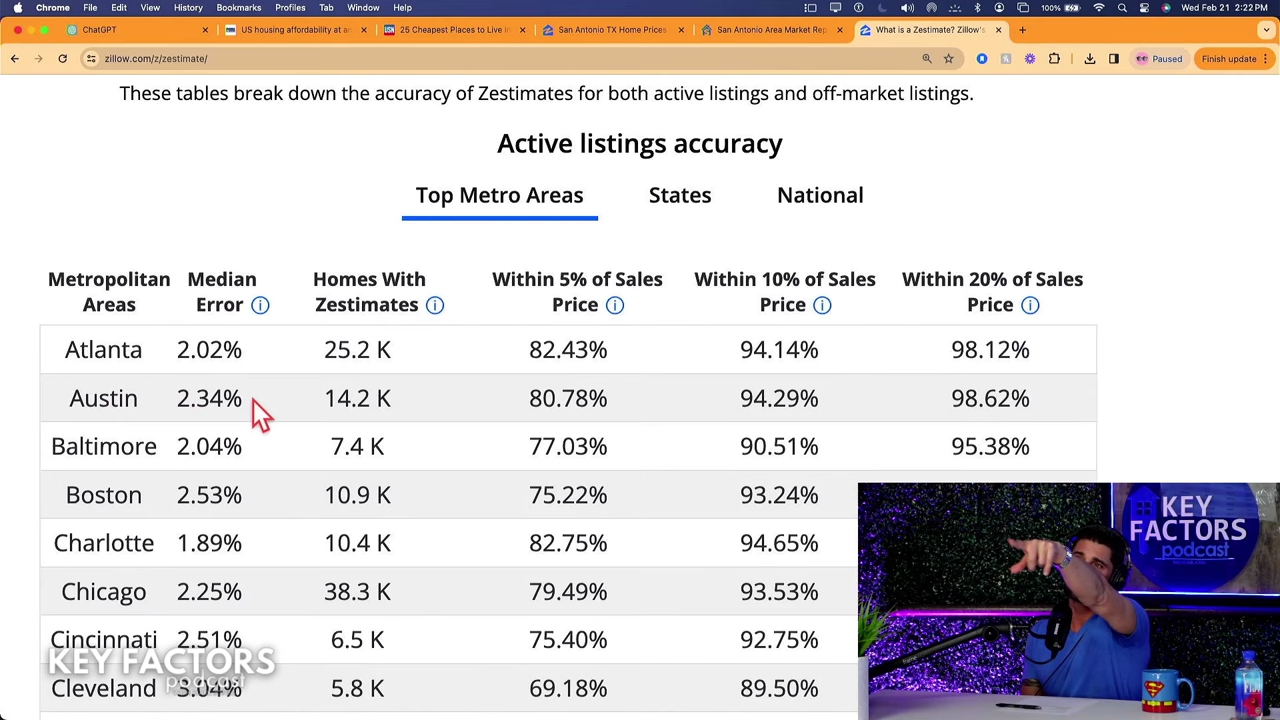 Chrome File Edit View History Bookmarks Profiles Tab Window Help 100% Wed Feb 21 2:22 PM
ChatGPT US housing affordability at a 25 Cheapest Places to Live I San Antonio TX Home Prices San Antonio Area Market Rep What is a Zestimate? Zillow's
zillow.com/z/zestimate/ Paused Finish update
These tables break down the accuracy of Zestimates for both active listings and off-market listings.
Active listings accuracy
Top Metro Areas States National
Metropolitan Areas Median Error Homes With Zestimates Within 5% of Sales Price Within 10% of Sales Price Within 20% of Sales Price
Atlanta 2.02% 25.2 K 82.43% 94.14% 98.12%
Austin 2.34% 14.2 K 80.78% 94.29% 98.62%
Baltimore 2.04% 7.4 K 77.03% 90.51% 95.38%
Boston 2.53% 10.9 K 75.22% 93.24%
Charlotte 1.89% 10.4 K 82.75% 94.65%
Chicago 2.25% 38.3 K 79.49% 93.53%
Cincinnati 2.51% 6.5 K 75.40% 92.75%
Cleveland 3.04% 5.8 K 69.18% 89.50%
KEY FACTORS
podcast
KEY
FACTORS
podcast
FIJI